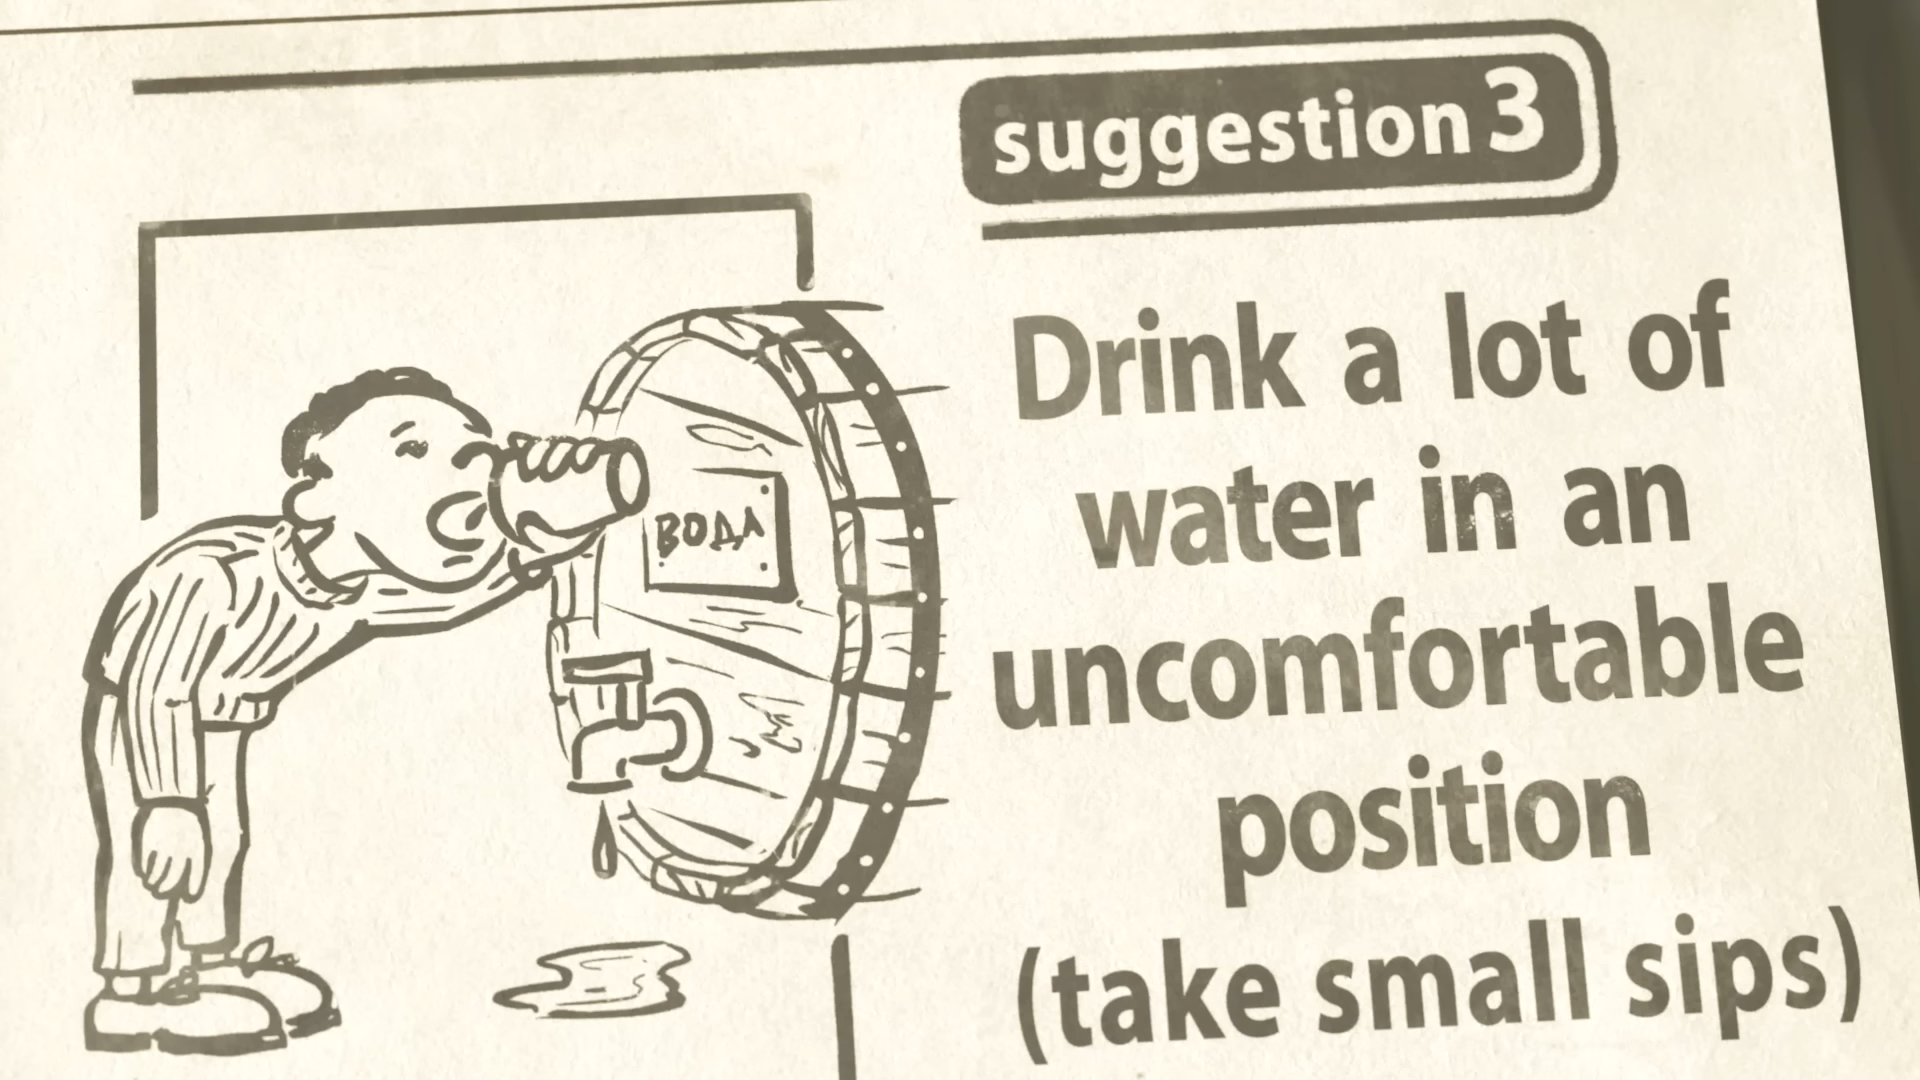 suggestion 3
Drink a lot of
water in an
uncomfortable
position
(take small sips)
ВОДА